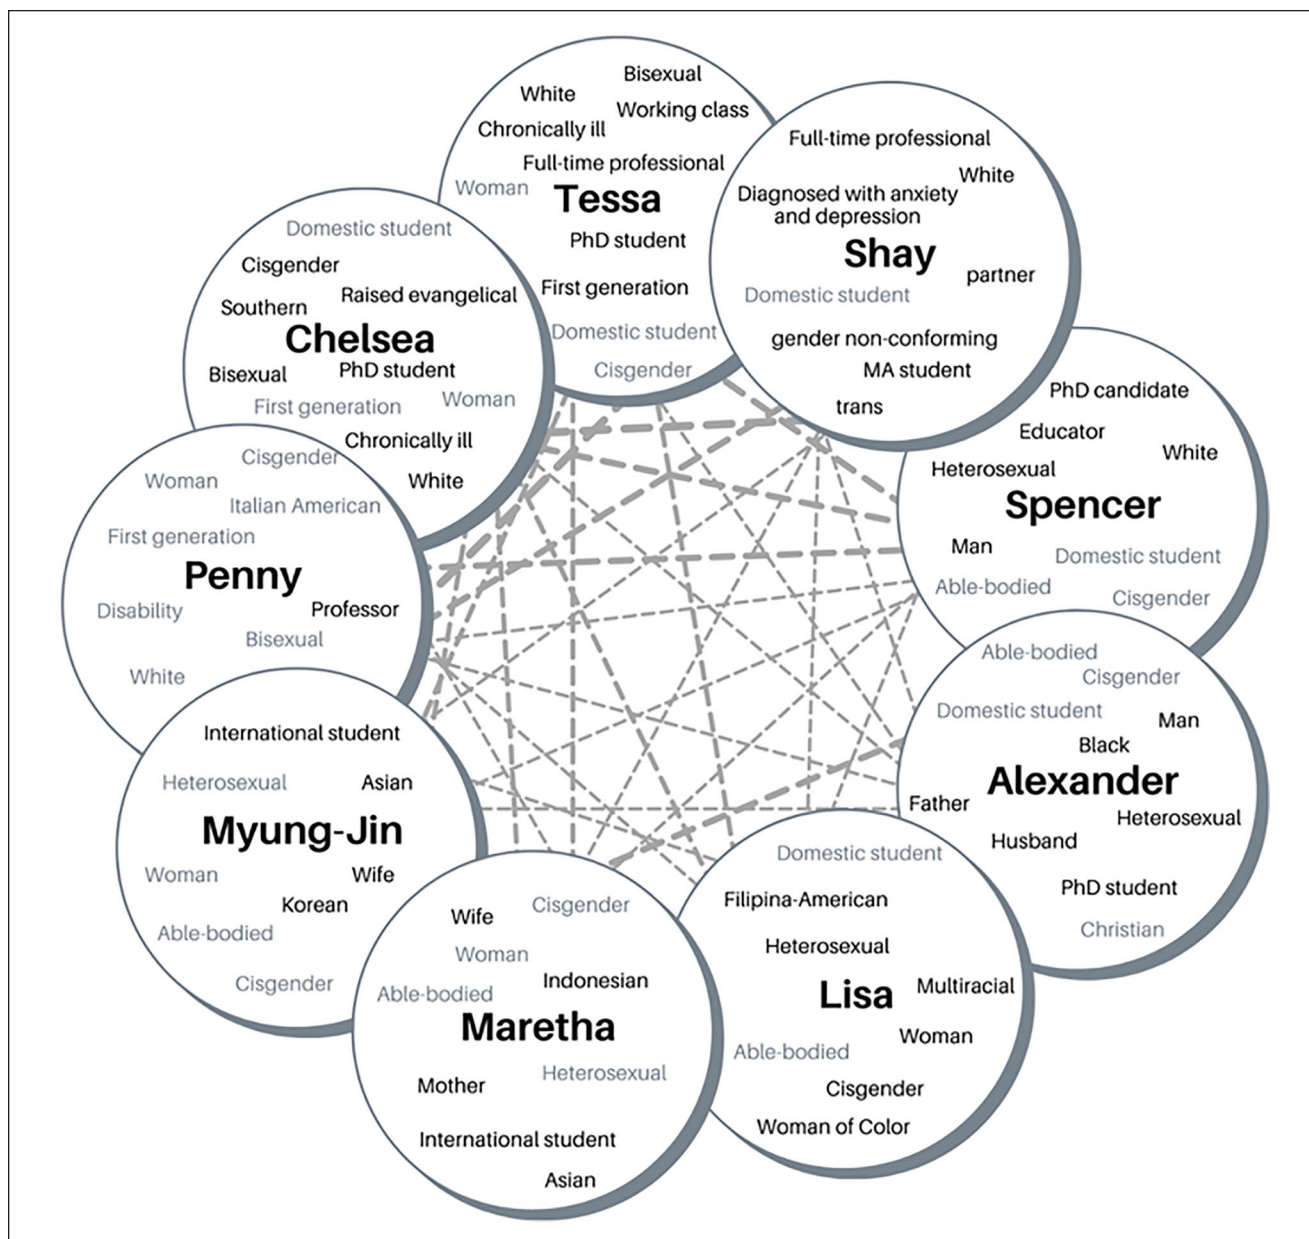 Bisexual
White
Working class
Chronically ill
Full-time professional
Woman
Tessa
PhD student
First generation
Domestic student
Cisgender
Full-time professional
White
Diagnosed with anxiety
and depression
Shay
partner
Domestic student
gender non-conforming
MA student
trans
PhD candidate
Educator
White
Heterosexual
Spencer
Man
Domestic student
Able-bodied
Cisgender
Able-bodied
Cisgender
Domestic student
Man
Black
Alexander
Father
Heterosexual
Husband
PhD student
Christian
Domestic student
Filipina-American
Heterosexual
Multiracial
Lisa
Woman
Able-bodied
Cisgender
Woman of Color
Cisgender
Wife
Woman
Indonesian
Able-bodied
Maretha
Heterosexual
Mother
International student
Asian
International student
Heterosexual
Asian
Myung-Jin
Woman
Wife
Korean
Able-bodied
Cisgender
Cisgender
Woman
Italian American
First generation
Penny
Disability
Professor
Bisexual
White
Domestic student
Cisgender
Raised evangelical
Southern
Chelsea
Bisexual
PhD student
First generation
Woman
Chronically ill
White